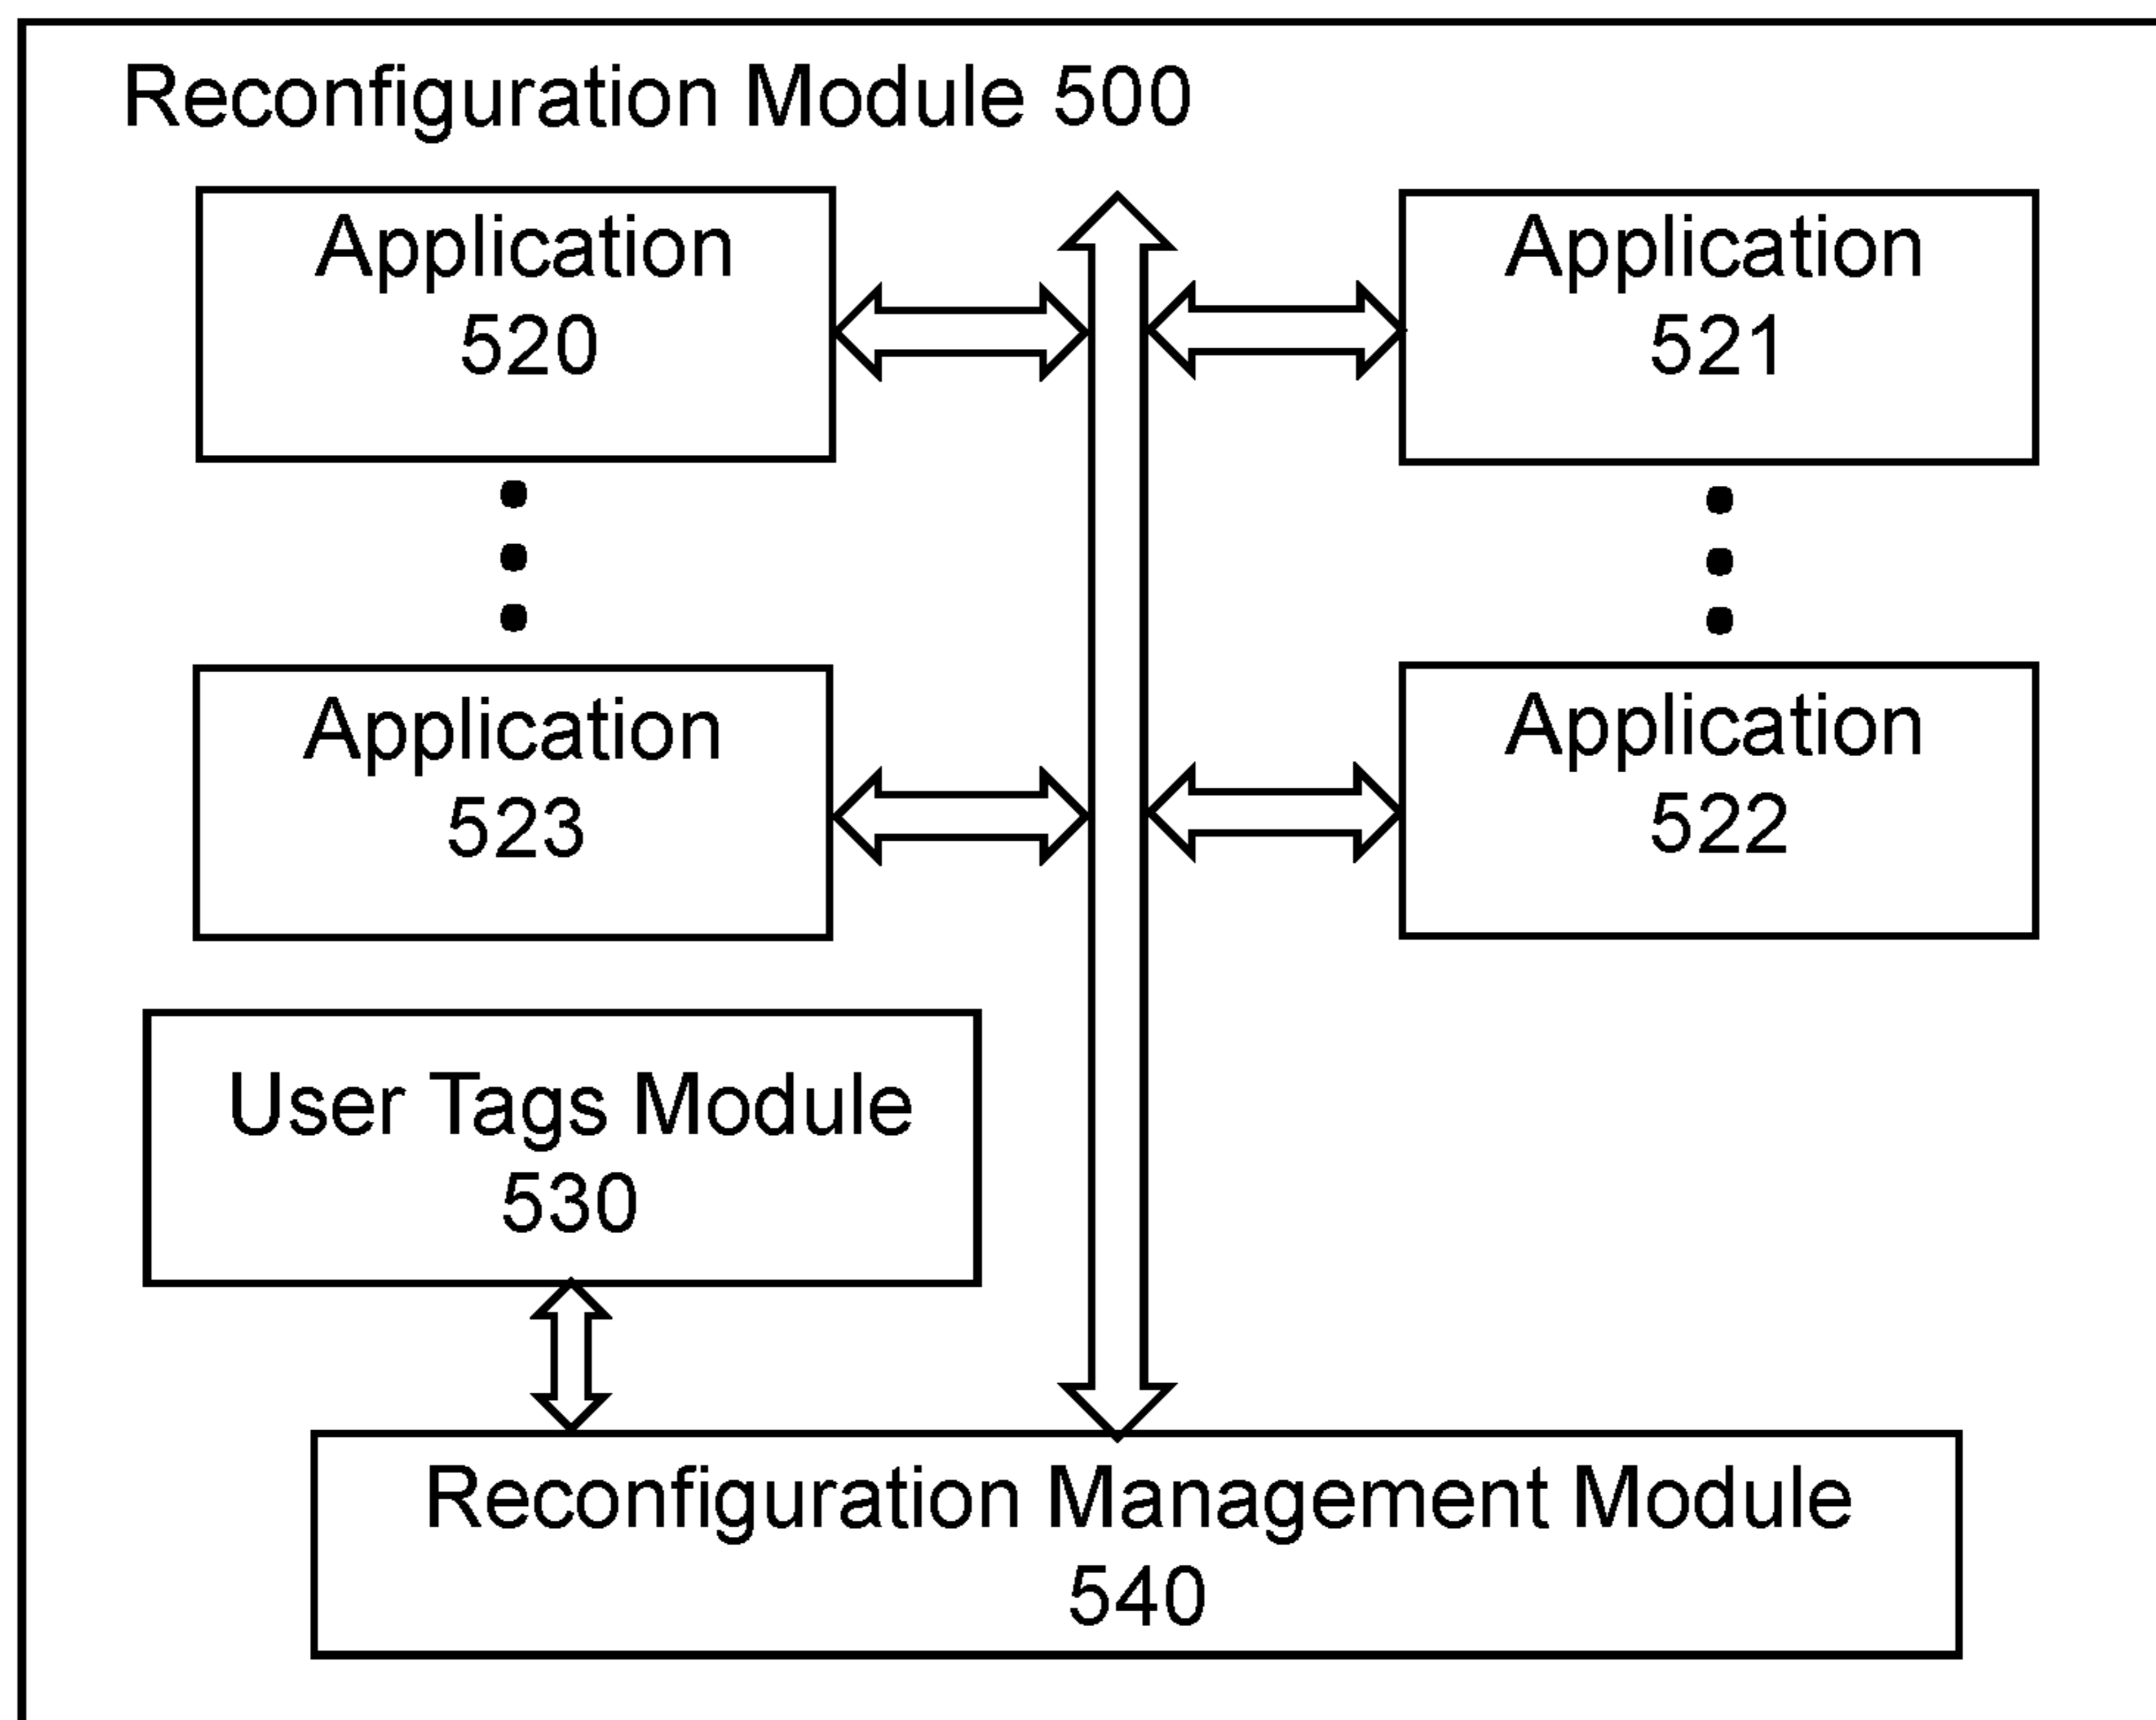 Reconfiguration Module 500
Application
520
Application
521
Application
523
Application
522
User Tags Module
530
Reconfiguration Management Module
540